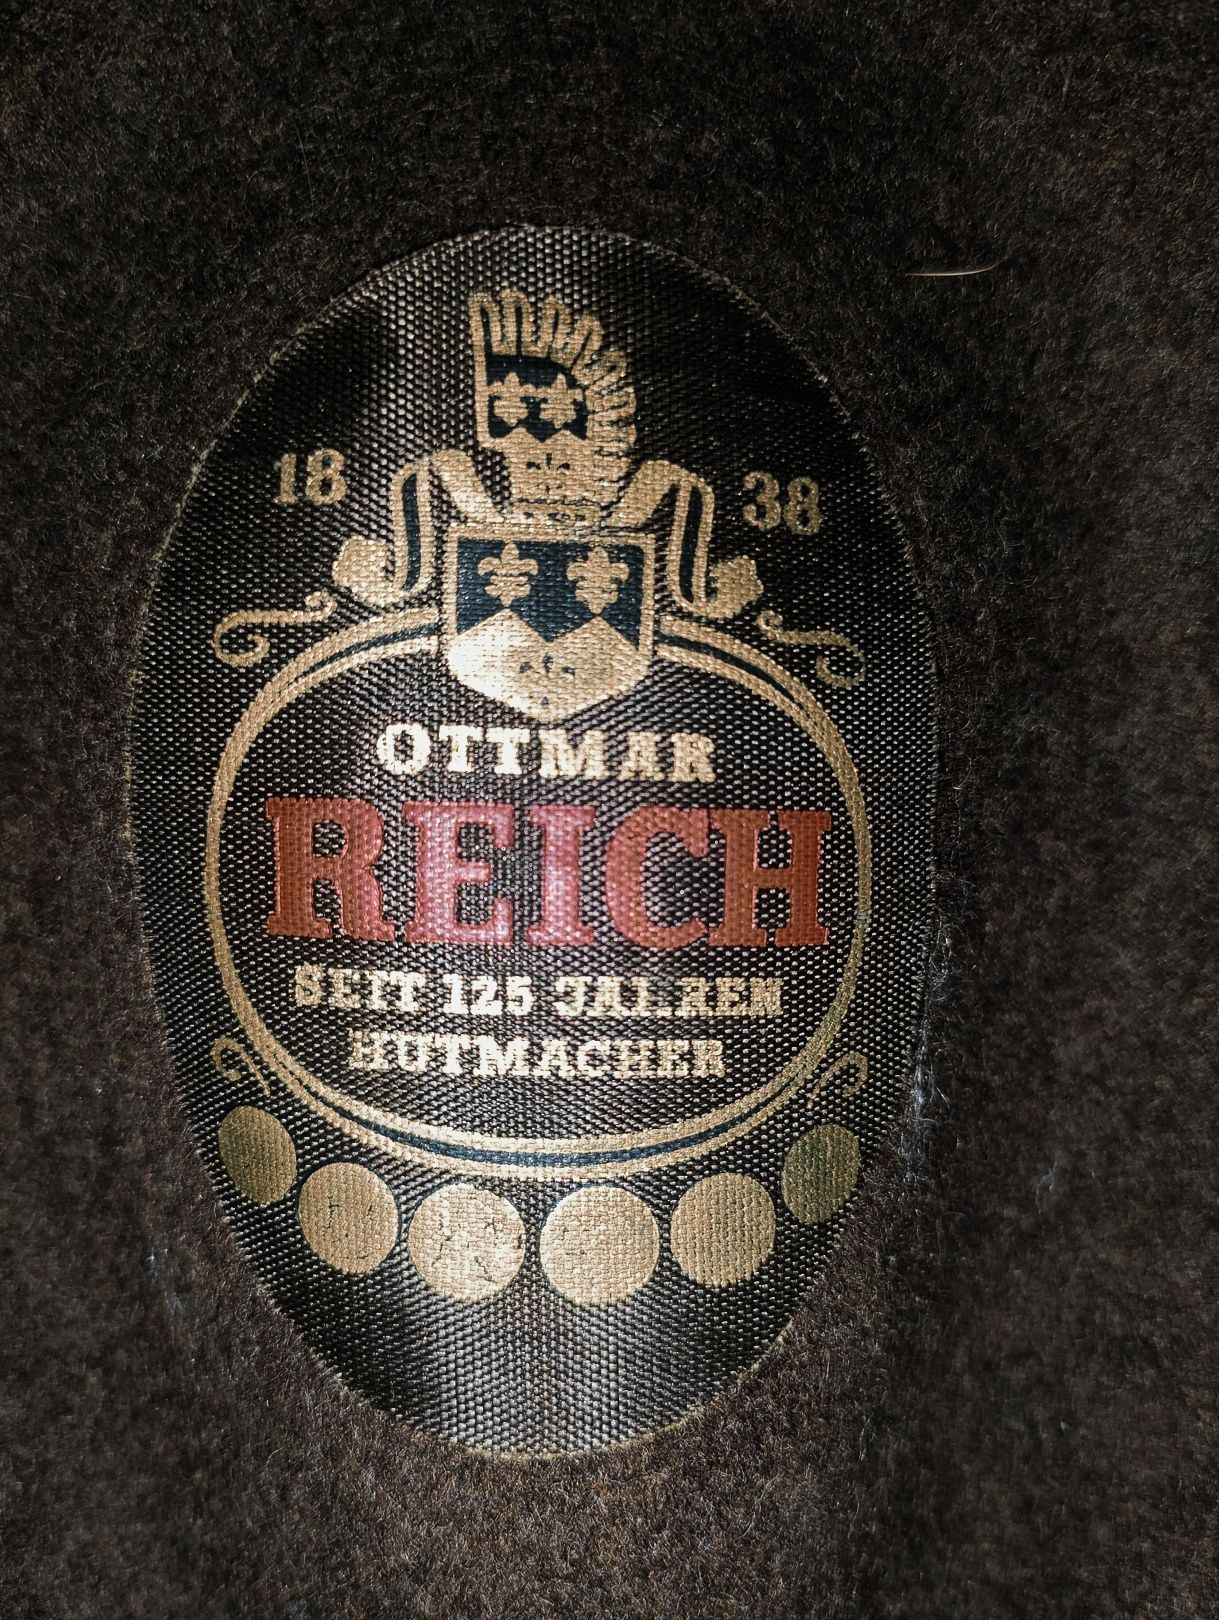 18 38
OTTMAR
REICH
SEIT 125 JAHREN
HUTMACHER